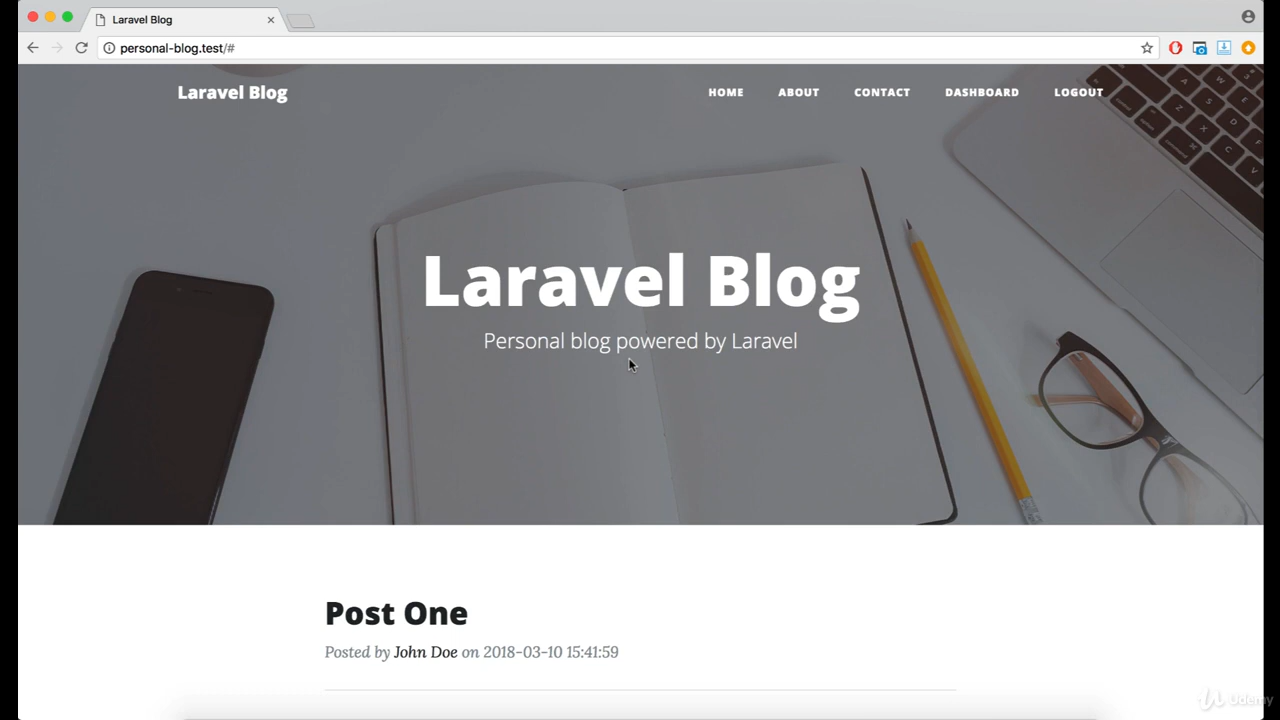 Laravel Blog
personal-blog.test/#
Laravel Blog
HOME
ABOUT
CONTACT
DASHBOARD
LOGOUT
Laravel Blog
Personal blog powered by Laravel
Post One
Posted by John Doe on 2018-03-10 15:41:59
Udemy